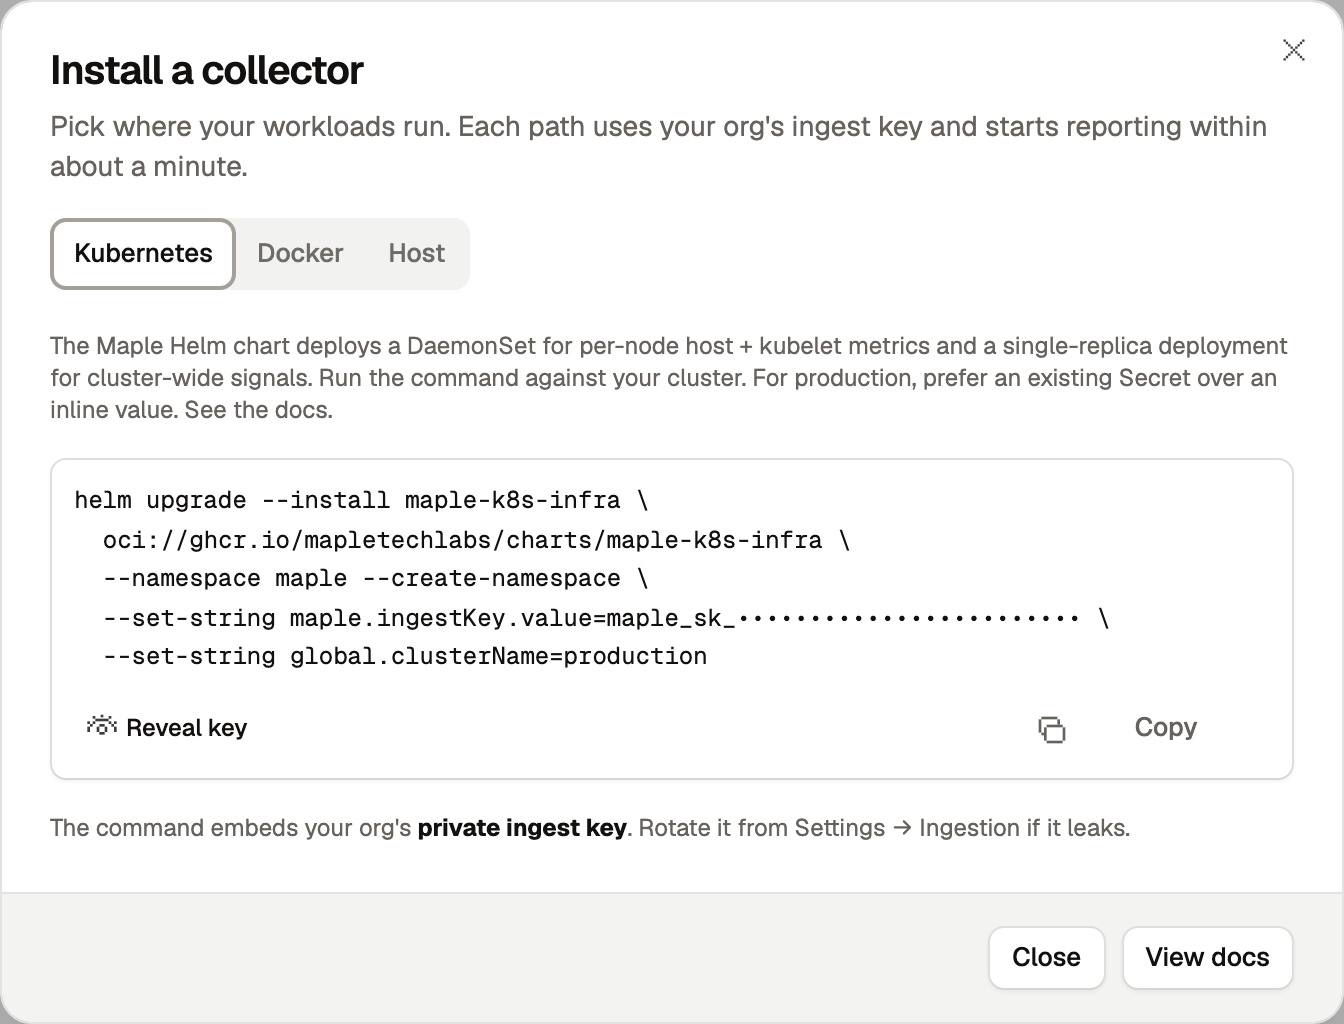 Install a collector
Pick where your workloads run. Each path uses your org's ingest key and starts reporting within
about a minute.
Kubernetes Docker Host
The Maple Helm chart deploys a DaemonSet for per-node host + kubelet metrics and a single-replica deployment
for cluster-wide signals. Run the command against your cluster. For production, prefer an existing Secret over an
inline value. See the docs.
helm upgrade --install maple-k8s-infra \
  oci://ghcr.io/mapletechlabs/charts/maple-k8s-infra \
  --namespace maple --create-namespace \
  --set-string maple.ingestKey.value=maple_sk_•••••••••••••••••••••••• \
  --set-string global.clusterName=production
Reveal key Copy
The command embeds your org's private ingest key. Rotate it from Settings → Ingestion if it leaks.
Close View docs